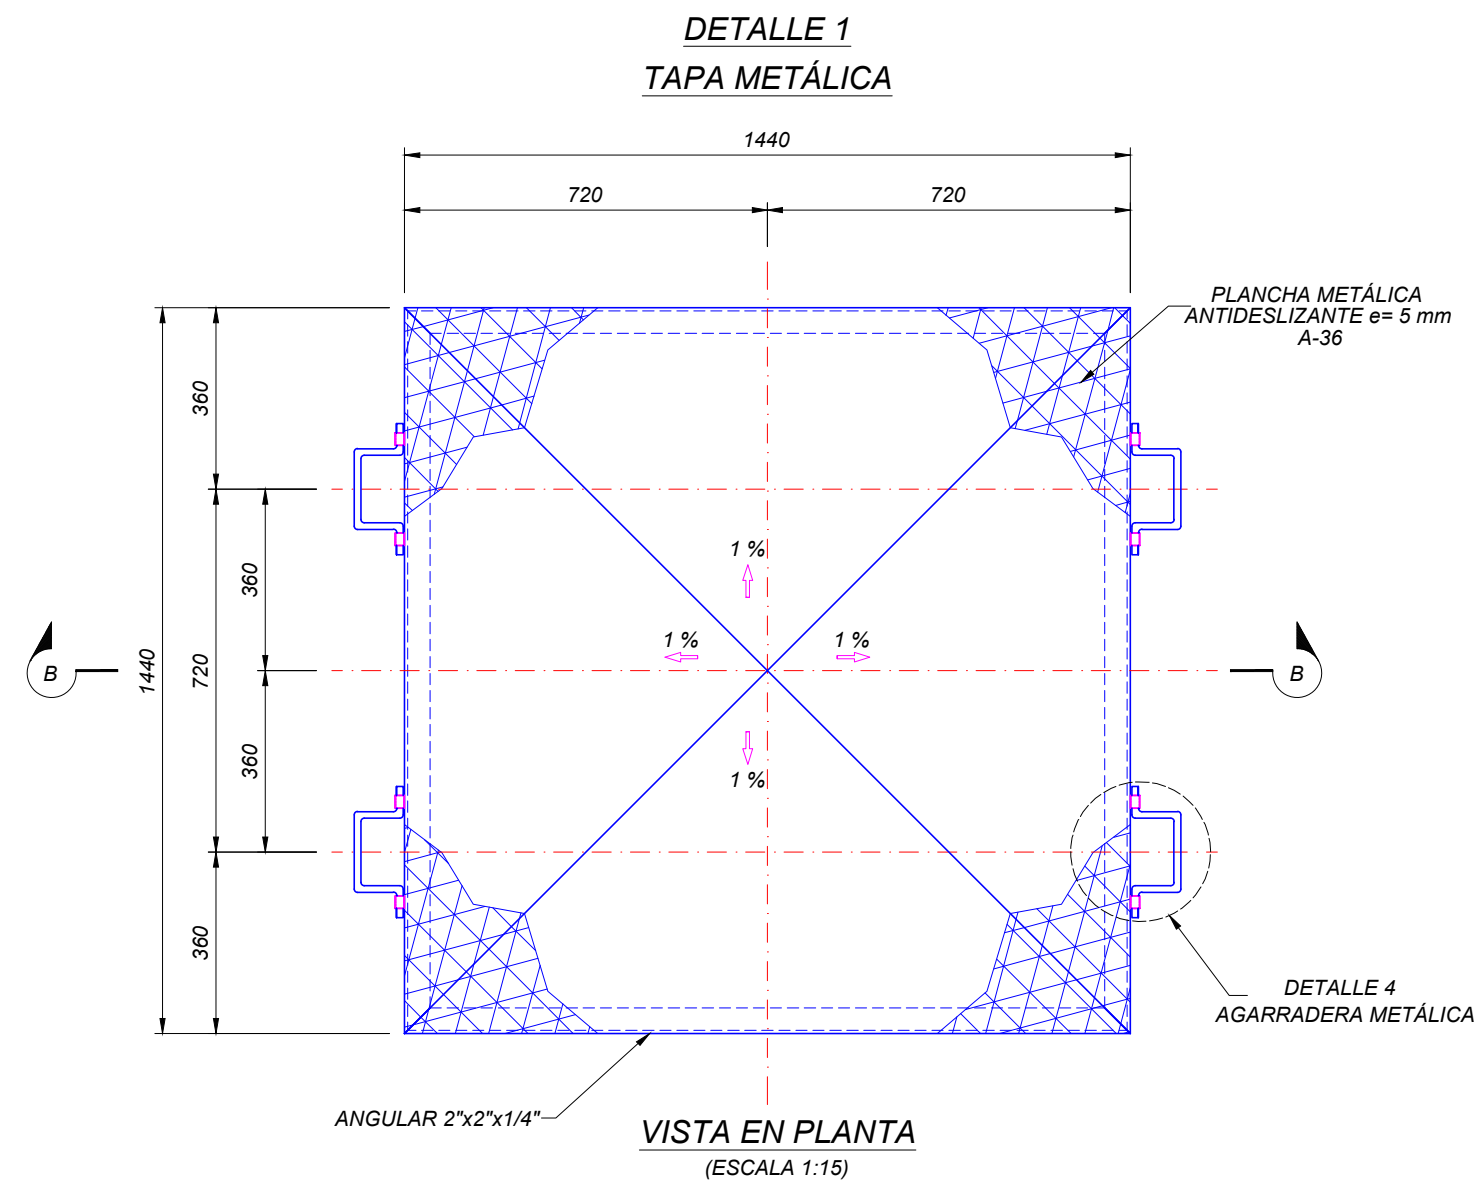 DETALLE 1
TAPA METÁLICA
1440
720
720
PLANCHA METÁLICA
ANTIDESLIZANTE e= 5 mm
A-36
360
360
1 %
1 %
1 %
B
1440
720
B
360
1 %
360
DETALLE 4
AGARRADERA METÁLICA
ANGULAR 2"x2"x1/4"
VISTA EN PLANTA
(ESCALA 1:15)